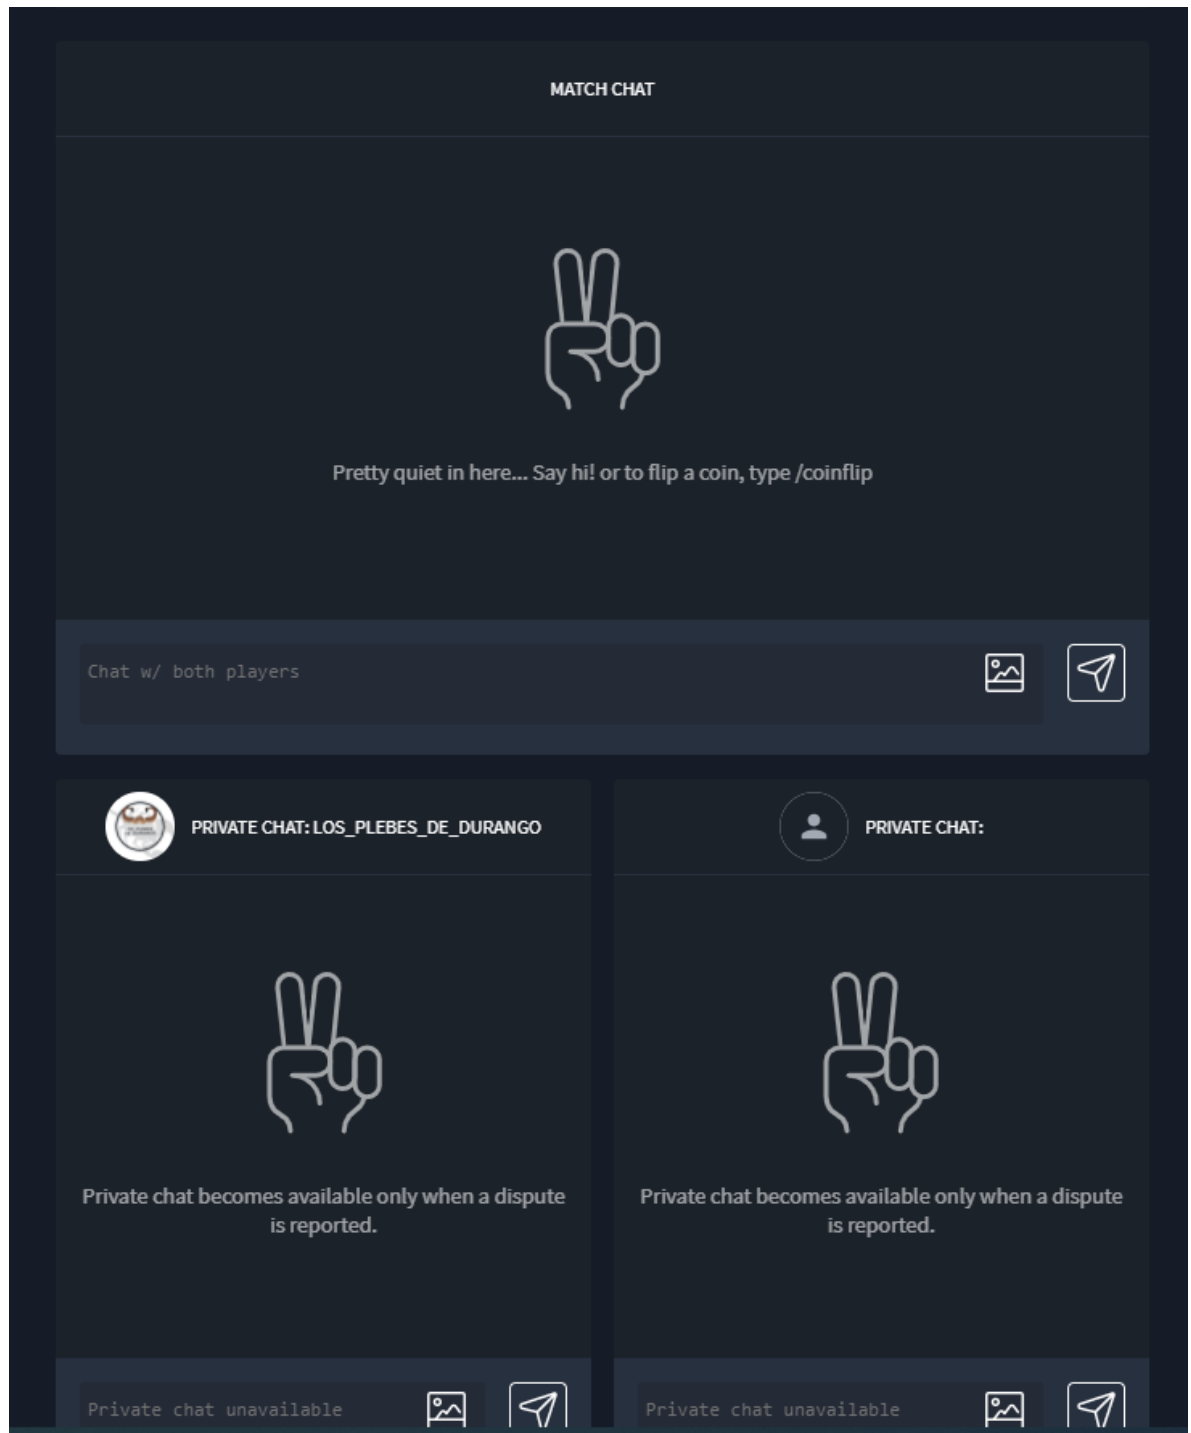 MATCH CHAT
Pretty quiet in here... Say hi! or to flip a coin, type /coinflip
Chat w/ both players
PRIVATE CHAT: LOS_PLEBES_DE_DURANGO
Private chat becomes available only when a dispute
is reported.
Private chat unavailable
PRIVATE CHAT:
Private chat becomes available only when a dispute
is reported.
Private chat unavailable